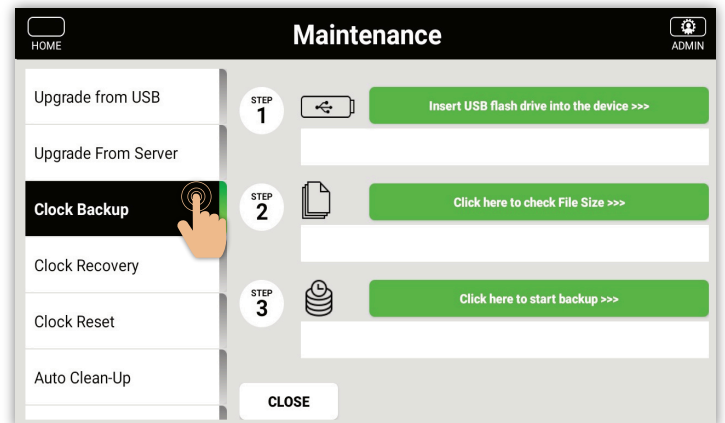 HOME
Maintenance
ADMIN
Upgrade from USB
Upgrade From Server
Clock Backup
Clock Recovery
Clock Reset
Auto Clean-Up
STEP
1
Insert USB flash drive into the device >>>
STEP
2
Click here to check File Size >>>
STEP
3
Click here to start backup >>>
CLOSE